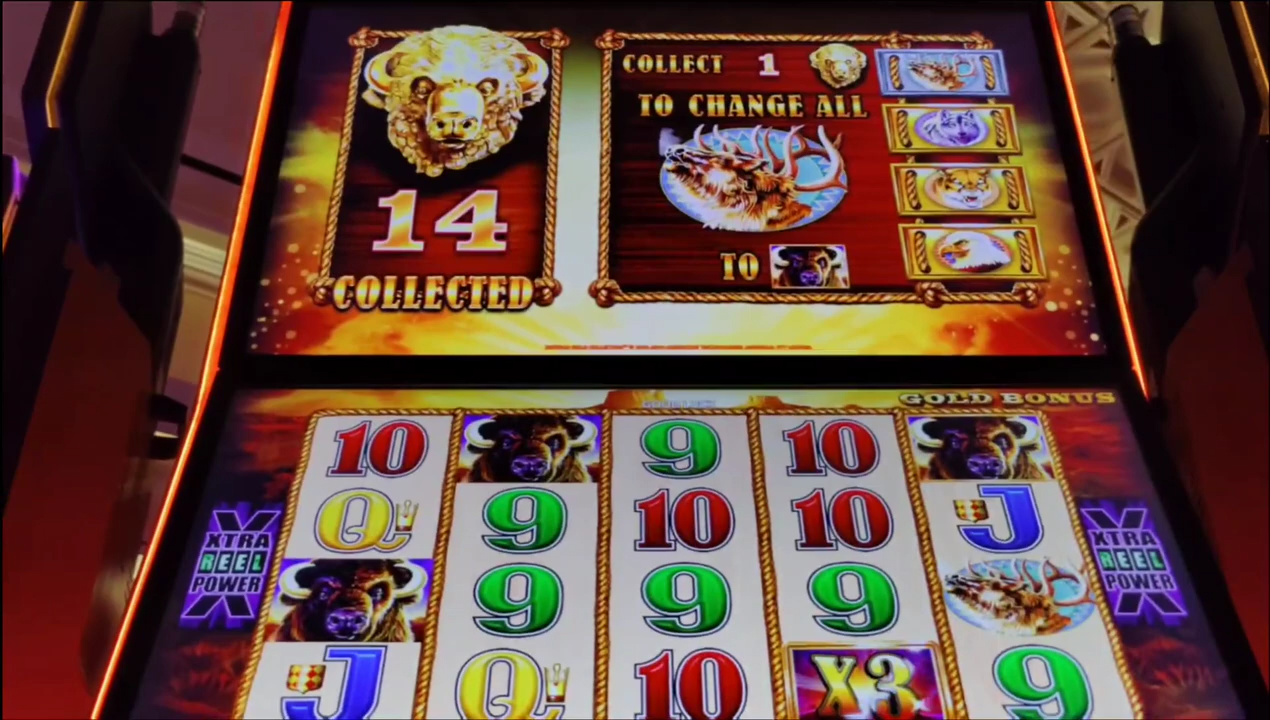 COLLECT 1
TO CHANGE ALL
TO
14
COLLECTED
GOLD BONUS
10 9 10
Q 9 10 10 J
9 9 9
J Q 10 X3 9
XTRA
REEL
POWER
X
XTRA
REEL
POWER
X